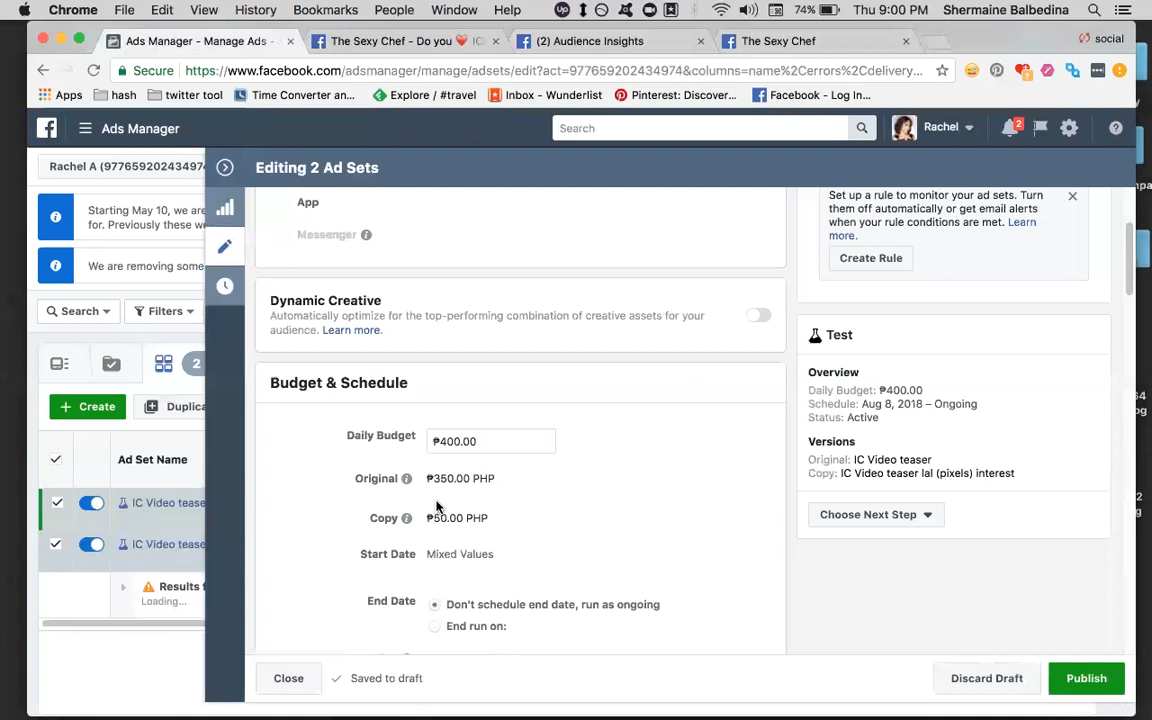 Chrome File Edit View History Bookmarks People Window Help 74% Thu 9:00 PM Shermaine Balbedina
Ads Manager - Manage Ads - The Sexy Chef - Do you ❤️ IC (2) Audience Insights The Sexy Chef social
Secure https://www.facebook.com/adsmanager/manage/adsets/edit?act=977659202434974&columns=name%2Cerrors%2Cdelivery...
Apps hash twitter tool Time Converter an... Explore / #travel Inbox - Wunderlist Pinterest: Discover... Facebook - Log In...
Ads Manager Search Rachel 2
Rachel A (97765920243497
Editing 2 Ad Sets
Starting May 10, we are
for. Previously these we
We are removing some
Search Filters
2
Create Duplica
Ad Set Name
IC Video tease
IC Video tease
Results f
Loading...
App
Messenger
Dynamic Creative
Automatically optimize for the top-performing combination of creative assets for your
audience. Learn more.
Budget & Schedule
Daily Budget ₱400.00
Original ₱350.00 PHP
Copy ₱50.00 PHP
Start Date Mixed Values
End Date Don't schedule end date, run as ongoing
End run on:
Set up a rule to monitor your ad sets. Turn
them off automatically or get email alerts
when your rule conditions are met. Learn
more.
Create Rule
Test
Overview
Daily Budget: ₱400.00
Schedule: Aug 8, 2018 – Ongoing
Status: Active
Versions
Original: IC Video teaser
Copy: IC Video teaser lal (pixels) interest
Choose Next Step
Close Saved to draft Discard Draft Publish